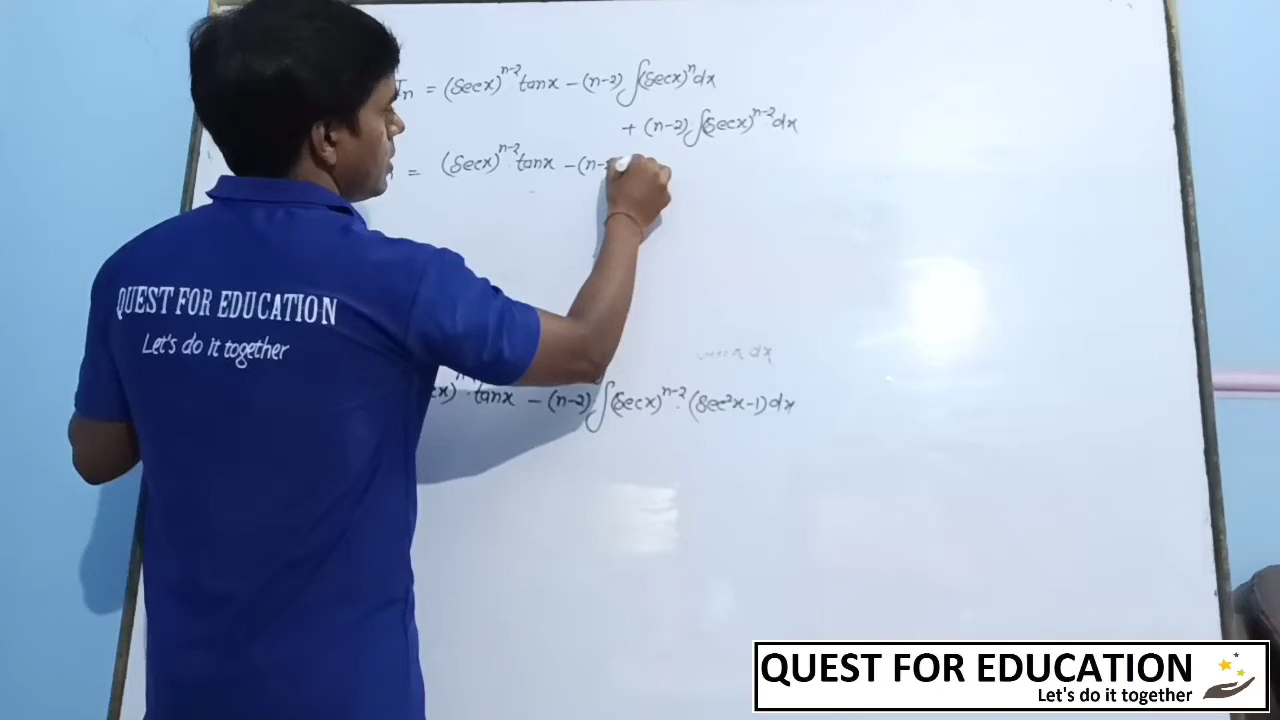 Iₙ = (secx)ⁿ⁻² tanx − (n−2) ∫(secx)ⁿ dx
+ (n−2) ∫(secx)ⁿ⁻² dx
= (secx)ⁿ⁻² tanx − (n−
tanx − (n−2) ∫(secx)ⁿ⁻² · (sec²x−1) dx
QUEST FOR EDUCATION
Let's do it together
QUEST FOR EDUCATION
Let's do it together